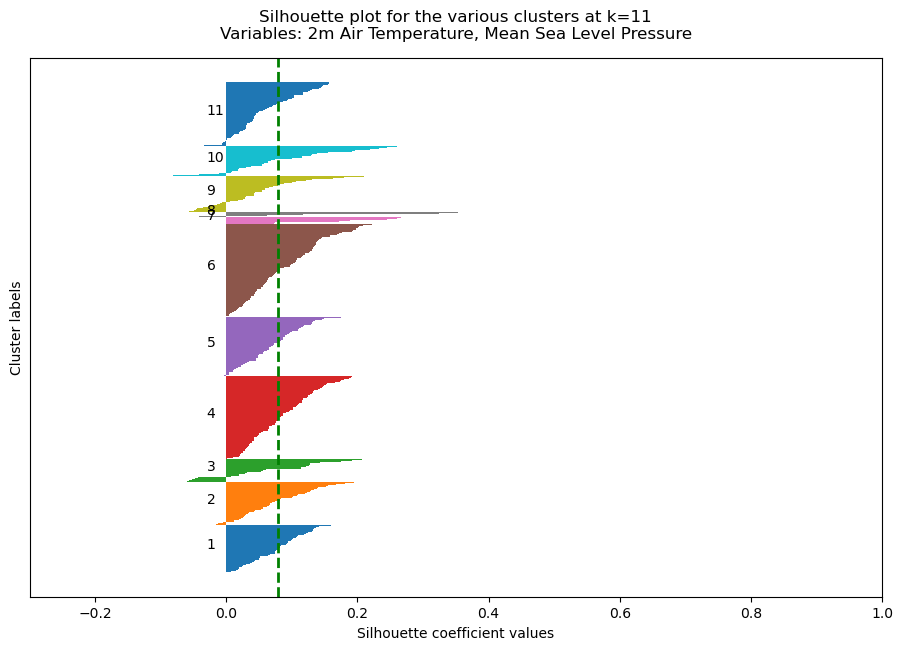 Silhouette plot for the various clusters at k=11
Variables: 2m Air Temperature, Mean Sea Level Pressure
Cluster labels
11
10
9
8
7
6
5
4
3
2
1
−0.2 0.0 0.2 0.4 0.6 0.8 1.0
Silhouette coefficient values